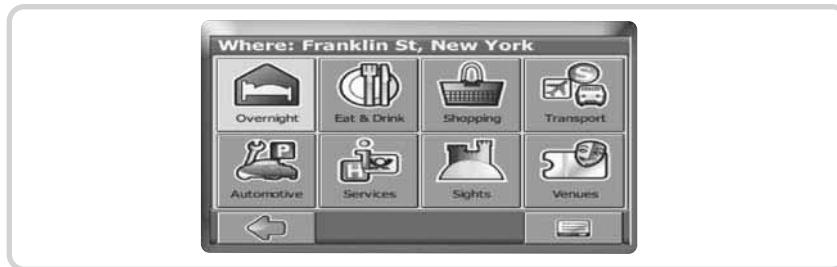 Where: Franklin St, New York
Overnight
Eat & Drink
Shopping
Transport
Automotive
Services
Sights
Venues